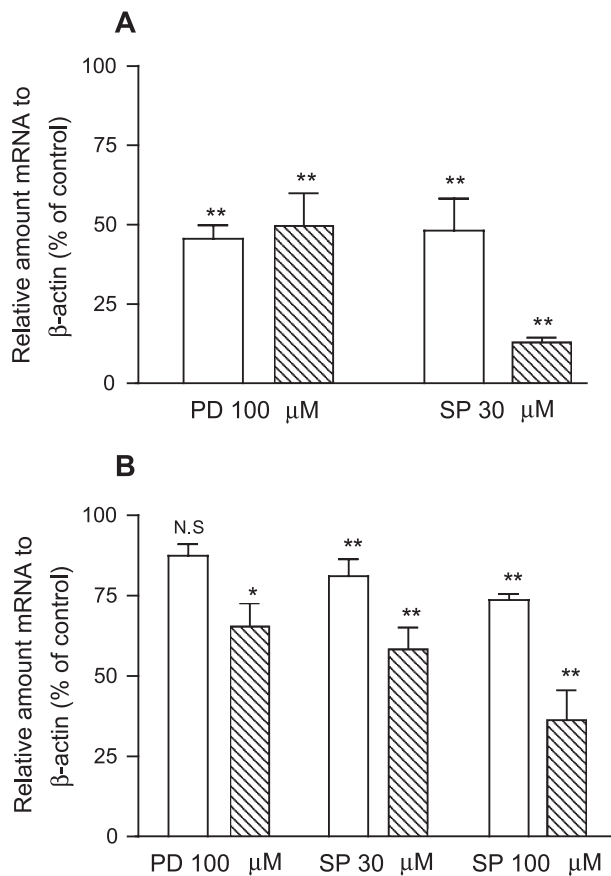 A
Relative amount mRNA to
β-actin (% of control)
100
75
50
25
0
**
**
**
**
PD 100 μM
SP 30 μM
B
Relative amount mRNA to
β-actin (% of control)
100
75
50
25
0
N.S
*
**
**
**
**
PD 100 μM
SP 30 μM
SP 100 μM